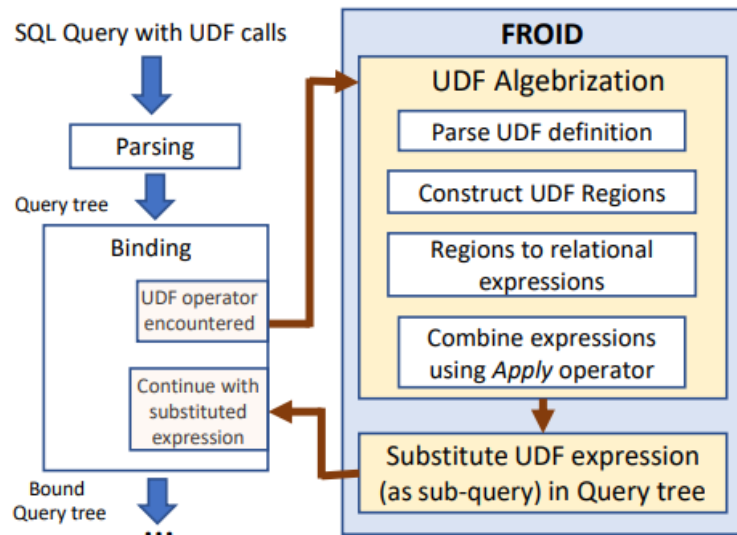 SQL Query with UDF calls
Parsing
Query tree
Binding
UDF operator
encountered
Continue with
substituted
expression
Bound
Query tree
...
FROID
UDF Algebrization
Parse UDF definition
Construct UDF Regions
Regions to relational
expressions
Combine expressions
using Apply operator
Substitute UDF expression
(as sub-query) in Query tree